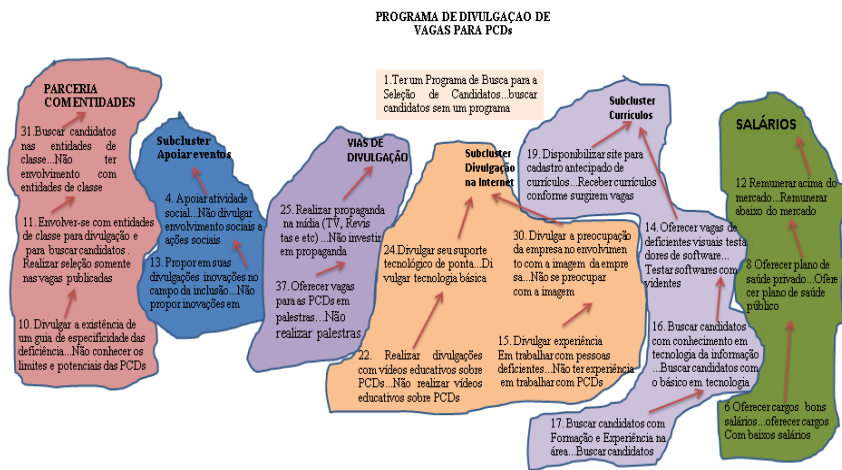 PROGRAMA DE DIVULGAÇAO DE
VAGAS PARA PCDs
1.Ter um Programa de Busca para a
Seleção de Candidatos...buscar
candidatos sem um programa
PARCERIA
COMENTIDADES
31.Buscar candidatos
nas entidades de
classe...Não ter
envolvimento com
entidades de classe
11. Envolver-se com entidades
de classe para divulgação e
para buscar candidatos .
Realizar seleção somente
nas vagas publicadas
10. Divulgar a existência de
um guia de especificidade das
deficiência...Não conhecer os
limites e potenciais das PCDs
Subcluster
Apoiar eventos
4. Apoiar atividade
social...Não divulgar
envolvimento sociais a
ações sociais
13. Propor em suas
divulgações inovações no
campo da inclusão...Não
propor inovações em
VIAS DE
DIVULGAÇÃO
25. Realizar propaganda
na mídia (TV, Revis
tas e etc) ...Não investir
em propaganda
37. Oferecer vagas
para as PCDs em
palestras...Não
realizar palestras
Subcluster
Divulgação
na Internet
24.Divulgar seu suporte
tecnológico de ponta...Di
vulgar tecnologia básica
30. Divulgar a preocupação
da empresa no envolvimen
to com a imagem da empre
sa...Não se preocupar
com a imagem
22. Realizar divulgações
com vídeos educativos sobre
PCDs...Não realizar vídeos
educativos sobre PCDs
15. Divulgar experiência
Em trabalhar com pessoas
deficientes...Não ter experiência
em trabalhar com PCDs
Subcluster
Currículos
19. Disponibilizar site para
cadastro antecipado de
currículos...Receber currículos
conforme surgirem vagas
14. Oferecer vagas de
deficientes visuais testa
dores de software...
Testar softwares com
videntes
16. Buscar candidatos
com conhecimento em
tecnologia da informação
...Buscar candidatos com
o básico em tecnologia
17. Buscar candidatos com
Formação e Experiência na
área...Buscar candidatos
SALÁRIOS
12 Remunerar acima do
mercado...Remunerar
abaixo do mercado
8 Oferecer plano de
saúde privado...Ofere
cer plano de saúde
público
6 Oferecer cargos bons
salários...oferecer cargos
Com baixos salários